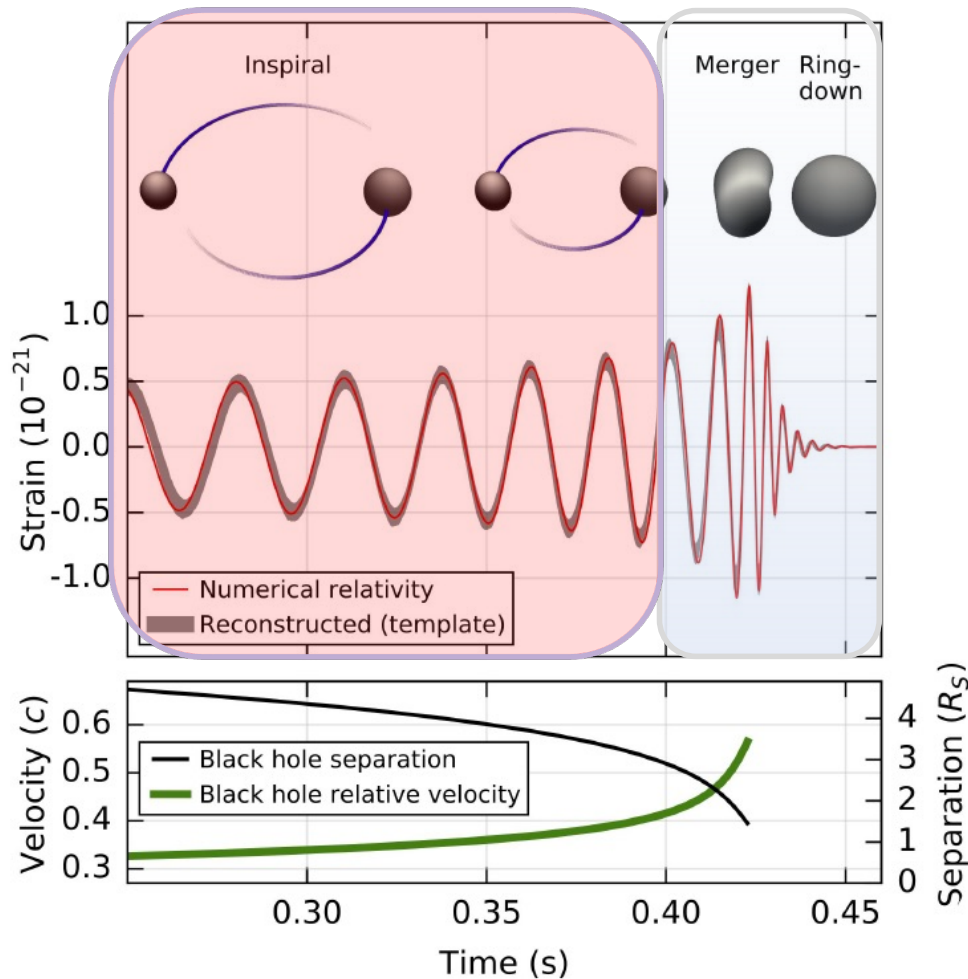 Inspiral
Merger Ring-
down
1.0
0.5
0.0
-0.5
-1.0
Strain (10⁻²¹)
Numerical relativity
Reconstructed (template)
0.6
0.5
0.4
0.3
Velocity (c)
Black hole separation
Black hole relative velocity
4
3
2
1
0
Separation (R_S)
0.30 0.35 0.40 0.45
Time (s)